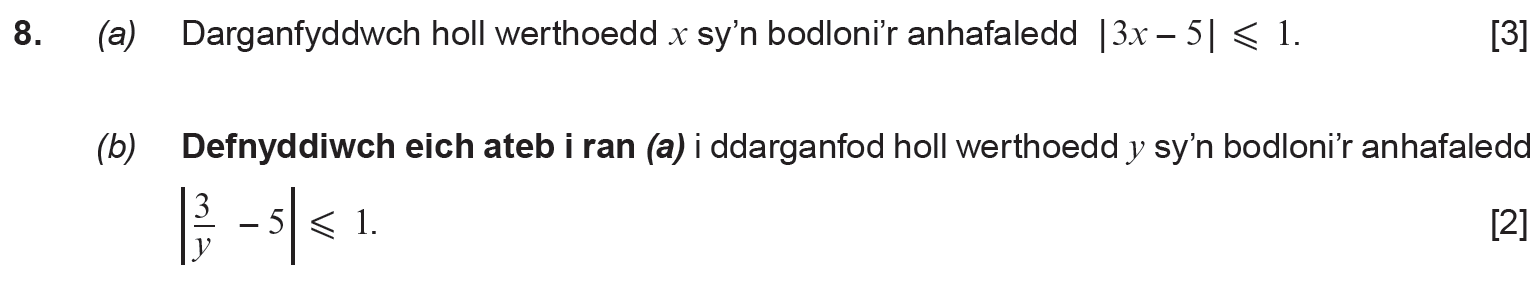 8. (a) Darganfyddwch holl werthoedd x sy'n bodloni'r anhafaledd |3x – 5| ⩽ 1. [3]
(b) Defnyddiwch eich ateb i ran (a) i ddarganfod holl werthoedd y sy'n bodloni'r anhafaledd
|3/y – 5| ⩽ 1. [2]